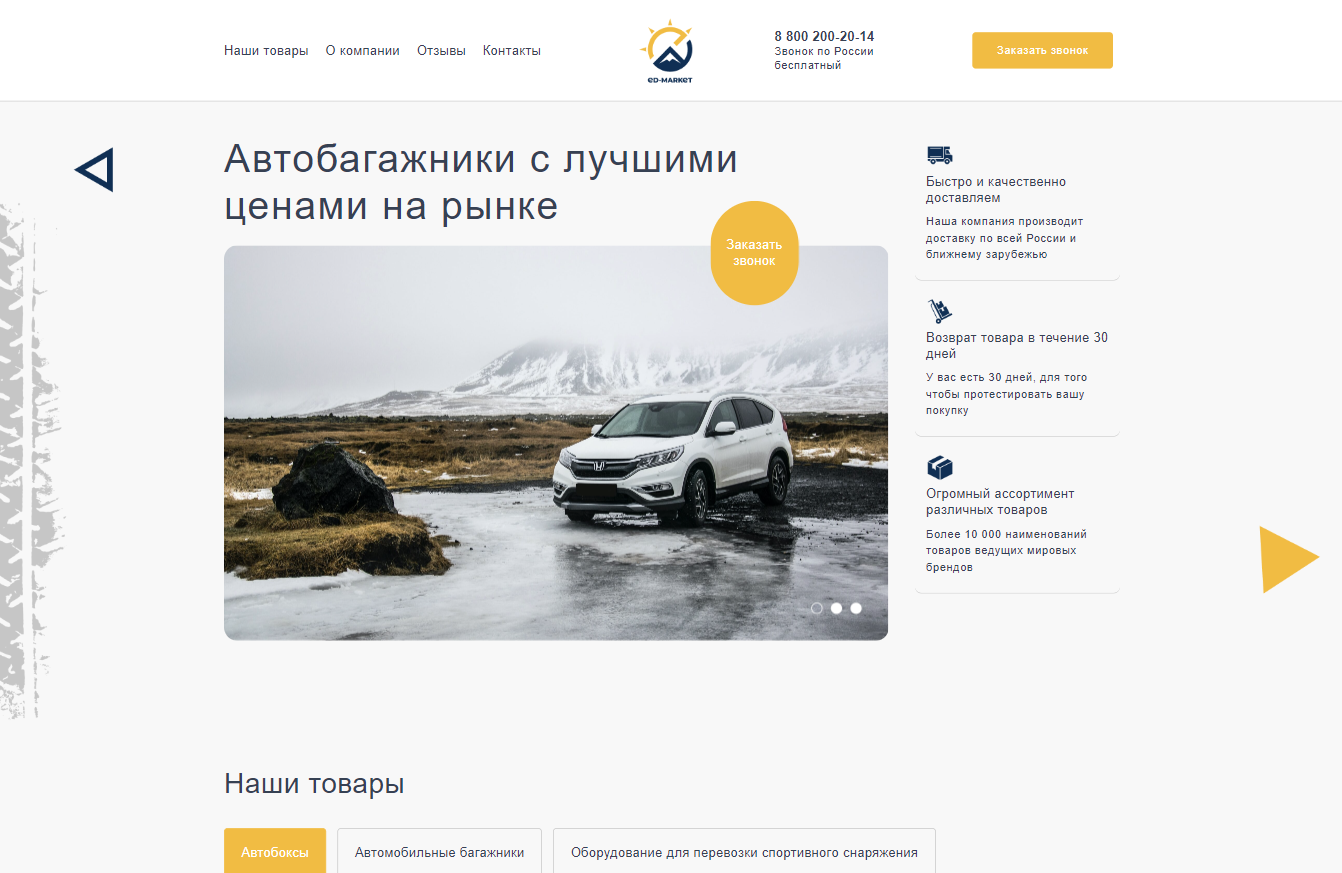 Наши товары О компании Отзывы Контакты
ED-MARKET
8 800 200-20-14
Звонок по России
бесплатный
Заказать звонок
Автобагажники с лучшими
ценами на рынке
Заказать
звонок
Быстро и качественно
доставляем
Наша компания производит
доставку по всей России и
ближнему зарубежью
Возврат товара в течение 30
дней
У вас есть 30 дней, для того
чтобы протестировать вашу
покупку
Огромный ассортимент
различных товаров
Более 10 000 наименований
товаров ведущих мировых
брендов
Наши товары
Автобоксы Автомобильные багажники Оборудование для перевозки спортивного снаряжения